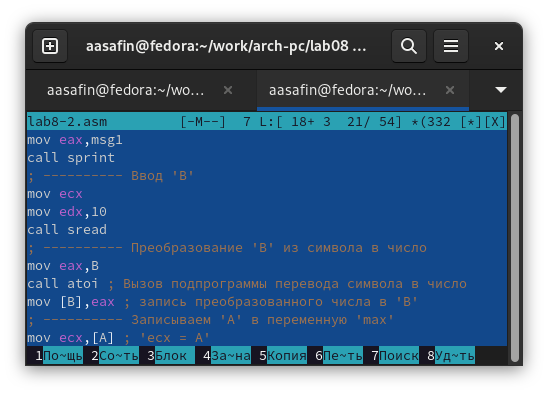 aasafin@fedora:~/work/arch-pc/lab08 ...
aasafin@fedora:~/wo... × aasafin@fedora:~/wo... ×
lab8-2.asm [-M--] 7 L:[ 18+ 3 21/ 54] *(332 [*][X]
mov eax,msg1
call sprint
; ---------- Ввод 'B'
mov ecx
mov edx,10
call sread
; ---------- Преобразование 'B' из символа в число
mov eax,B
call atoi ; Вызов подпрограммы перевода символа в число
mov [B],eax ; запись преобразованного числа в 'B'
; ---------- Записываем 'A' в переменную 'max'
mov ecx,[A] ; 'ecx = A'
1По~щь 2Со~ть 3Блок 4За~на 5Копия 6Пе~ть 7Поиск 8Уд~ть